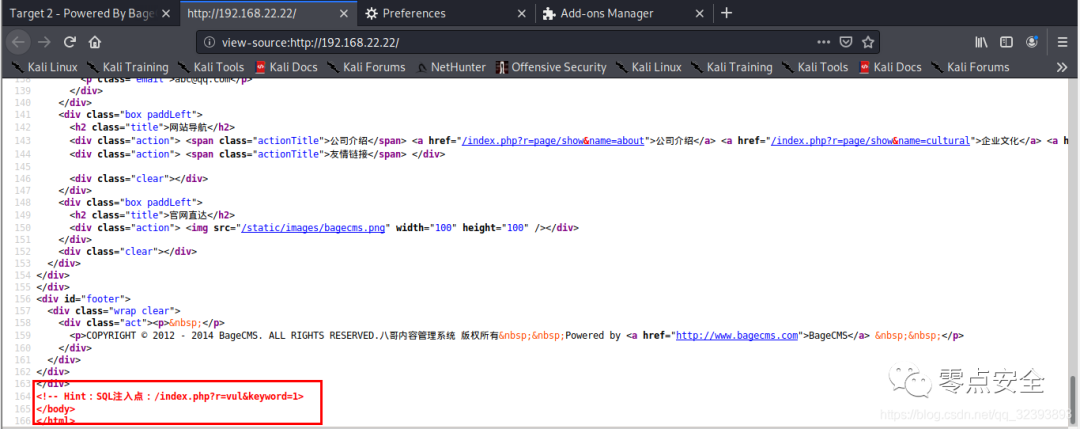 Target 2 - Powered By Bage
http://192.168.22.22/
Preferences
Add-ons Manager
view-source:http://192.168.22.22/
Kali Linux
Kali Training
Kali Tools
Kali Docs
Kali Forums
NetHunter
Offensive Security
Kali Linux
Kali Training
Kali Tools
Kali Docs
Kali Forums
<p class="email">abc@qq.com</p>
139 </div>
140 </div>
141 <div class="box paddLeft">
142 <h2 class="title">网站导航</h2>
143 <div class="action"> <span class="actionTitle">公司介绍</span> <a href="/index.php?r=page/show&name=about">公司介绍</a> <a href="/index.php?r=page/show&name=cultural">企业文化</a> <a h
144 <div class="action"> <span class="actionTitle">友情链接</span> </div>
145
146 <div class="clear"></div>
147 </div>
148 <div class="box paddLeft">
149 <h2 class="title">官网直达</h2>
150 <div class="action"> <img src="/static/images/bagecms.png" width="100" height="100" /></div>
151 </div>
152 <div class="clear"></div>
153 </div>
154 </div>
155 </div>
156 <div id="footer">
157 <div class="wrap clear">
158 <div class="act"><p>&nbsp;</p>
159 <p>COPYRIGHT © 2012 - 2014 BageCMS. ALL RIGHTS RESERVED.八哥内容管理系统 版权所有&nbsp;&nbsp;Powered by <a href="http://www.bagecms.com">BageCMS</a> &nbsp;&nbsp;</p>
160 </div>
161 </div>
162 </div>
163 </div>
164 <!-- Hint：SQL注入点：/index.php?r=vul&keyword=1>
165 </body>
166 </html>
零点安全
https://blog.csdn.net/qq_32393893